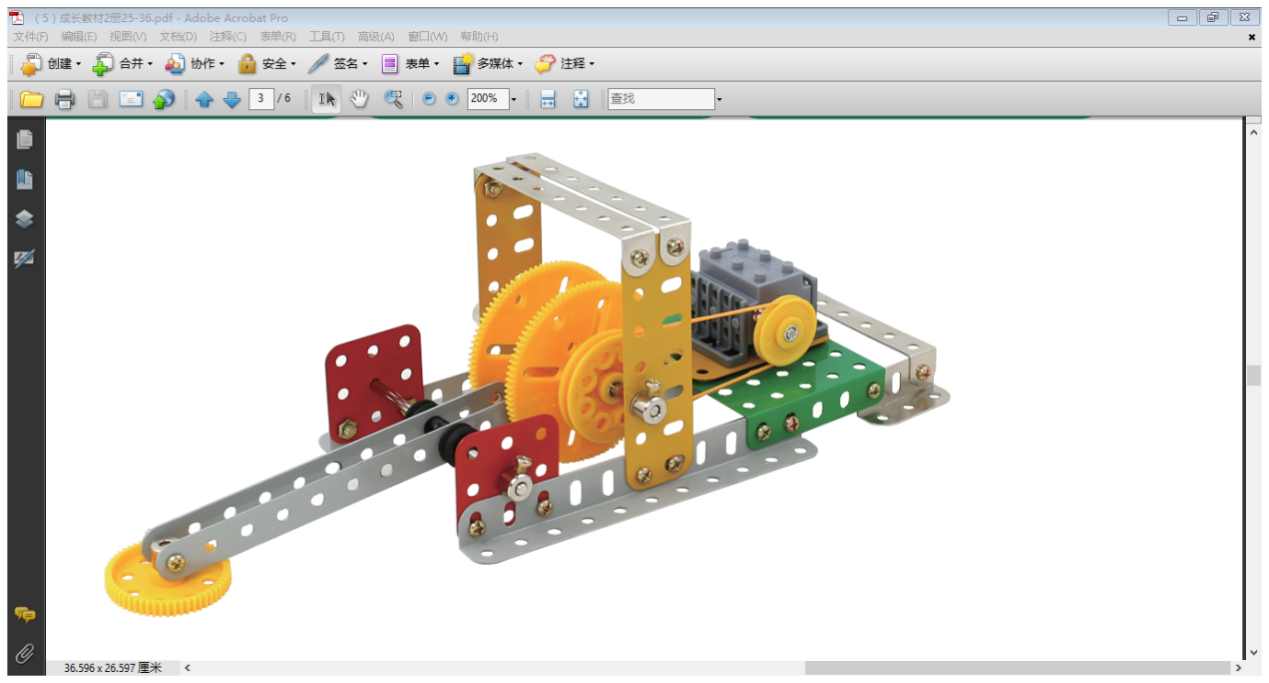 （5）成长教材2册25-36.pdf - Adobe Acrobat Pro
文件(F) 编辑(E) 视图(V) 文档(D) 注释(C) 表单(R) 工具(T) 高级(A) 窗口(W) 帮助(H)
创建 合并 协作 安全 签名 表单 多媒体 注释
3 / 6 200% 查找
36.596 x 26.597 厘米